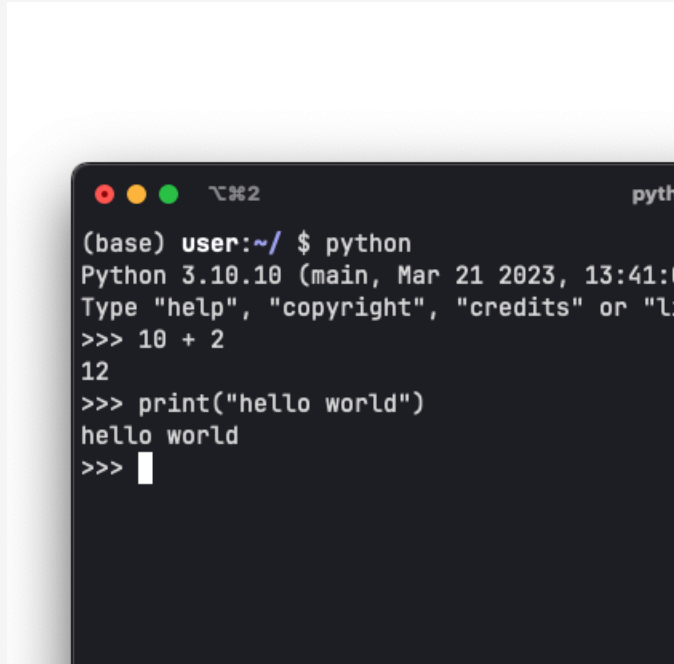 ⌥⌘2
(base) user:~/ $ python
Python 3.10.10 (main, Mar 21 2023, 13:41:
Type "help", "copyright", "credits" or "l
>>> 10 + 2
12
>>> print("hello world")
hello world
>>>